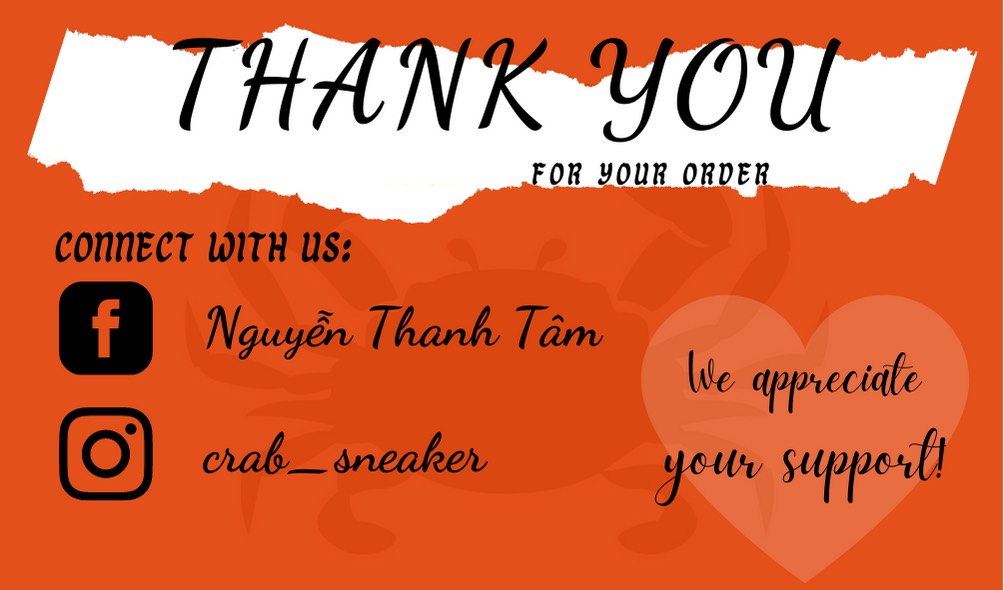 THANK YOU
FOR YOUR ORDER
CONNECT WITH US:
Nguyễn Thanh Tâm
crab_sneaker
We appreciate
your support!